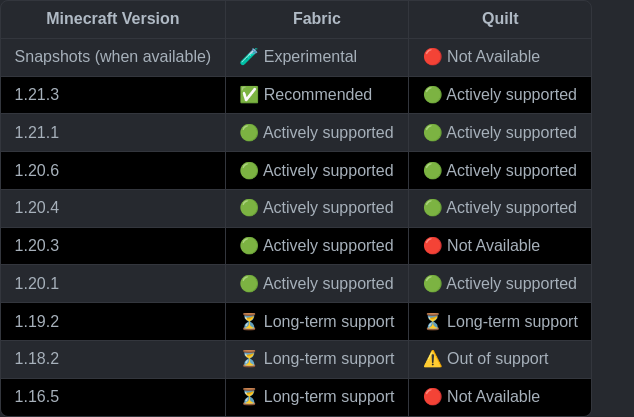 Minecraft Version Fabric Quilt
Snapshots (when available) 🧪 Experimental 🔴 Not Available
1.21.3 ✅ Recommended 🟢 Actively supported
1.21.1 🟢 Actively supported 🟢 Actively supported
1.20.6 🟢 Actively supported 🟢 Actively supported
1.20.4 🟢 Actively supported 🟢 Actively supported
1.20.3 🟢 Actively supported 🔴 Not Available
1.20.1 🟢 Actively supported 🟢 Actively supported
1.19.2 ⏳ Long-term support ⏳ Long-term support
1.18.2 ⏳ Long-term support ⚠️ Out of support
1.16.5 ⏳ Long-term support 🔴 Not Available